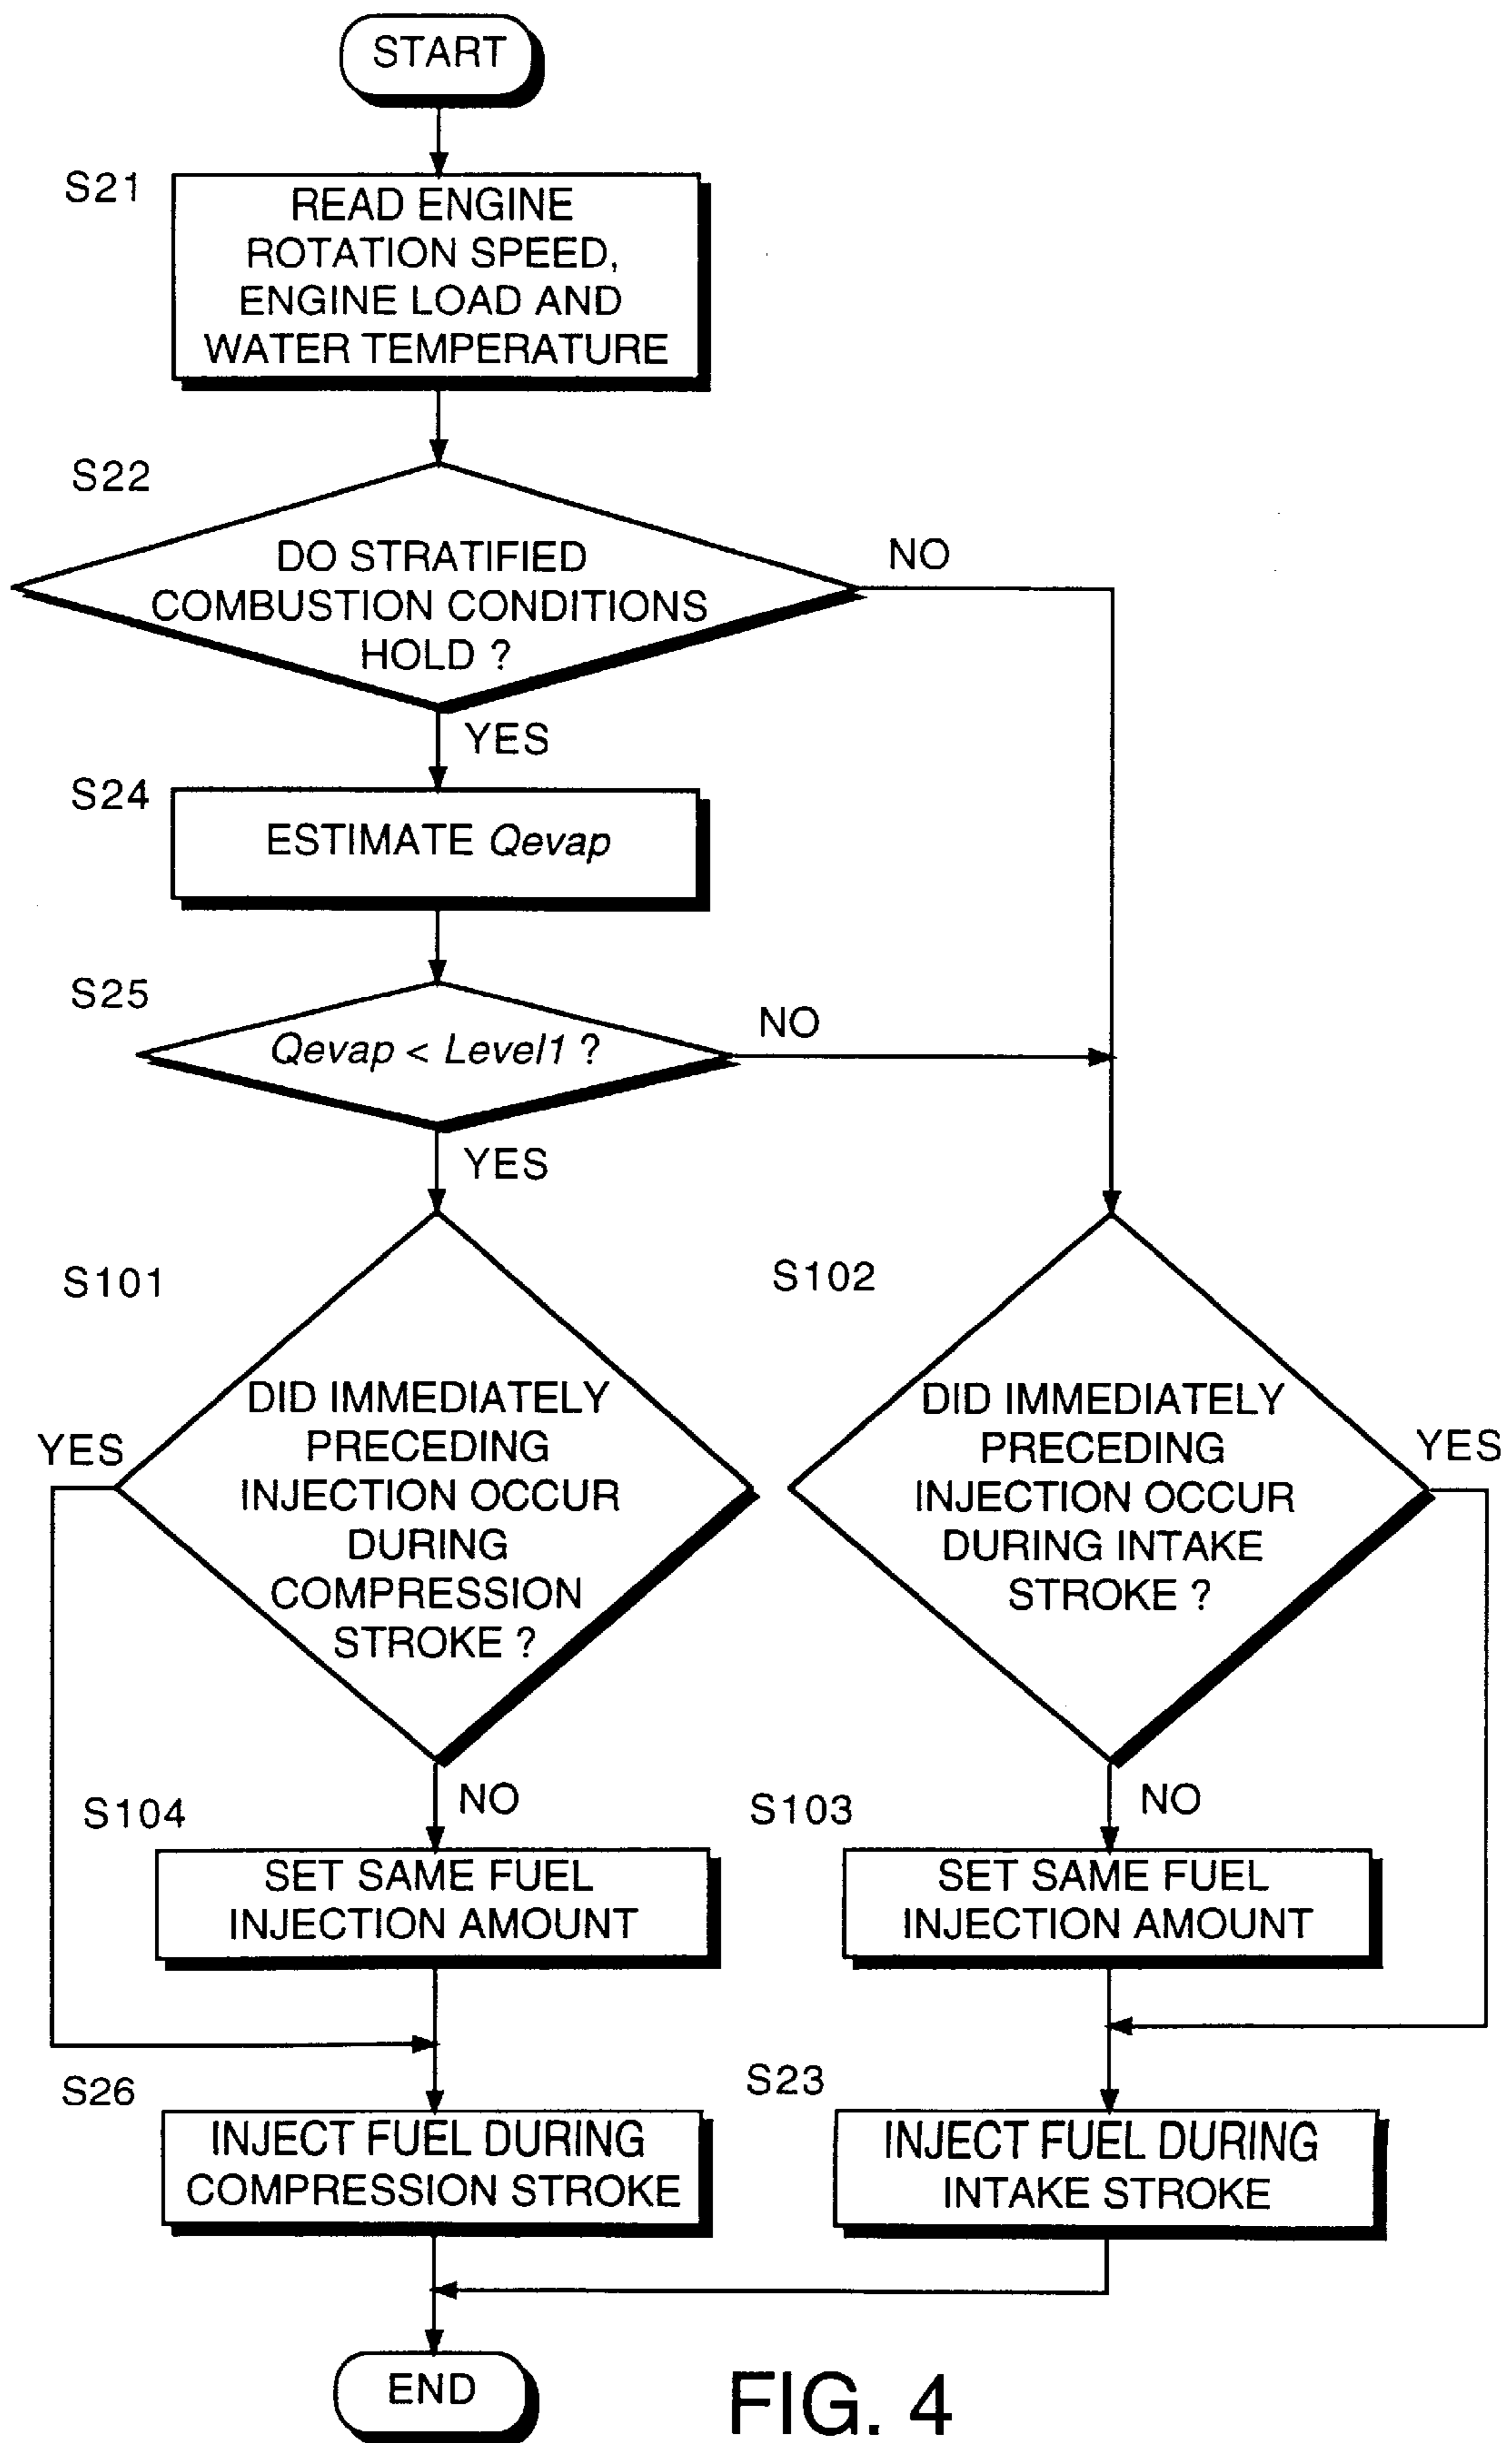 START
S21
READ ENGINE
ROTATION SPEED,
ENGINE LOAD AND
WATER TEMPERATURE
S22
DO STRATIFIED
COMBUSTION CONDITIONS
HOLD ?
NO
YES
S24
ESTIMATE Qevap
S25
Qevap < Level1 ?
NO
YES
S101
DID IMMEDIATELY
PRECEDING
INJECTION OCCUR
DURING
COMPRESSION
STROKE ?
YES
NO
S102
DID IMMEDIATELY
PRECEDING
INJECTION OCCUR
DURING INTAKE
STROKE ?
YES
NO
S104
SET SAME FUEL
INJECTION AMOUNT
S103
SET SAME FUEL
INJECTION AMOUNT
S26
INJECT FUEL DURING
COMPRESSION STROKE
S23
INJECT FUEL DURING
INTAKE STROKE
END
FIG. 4